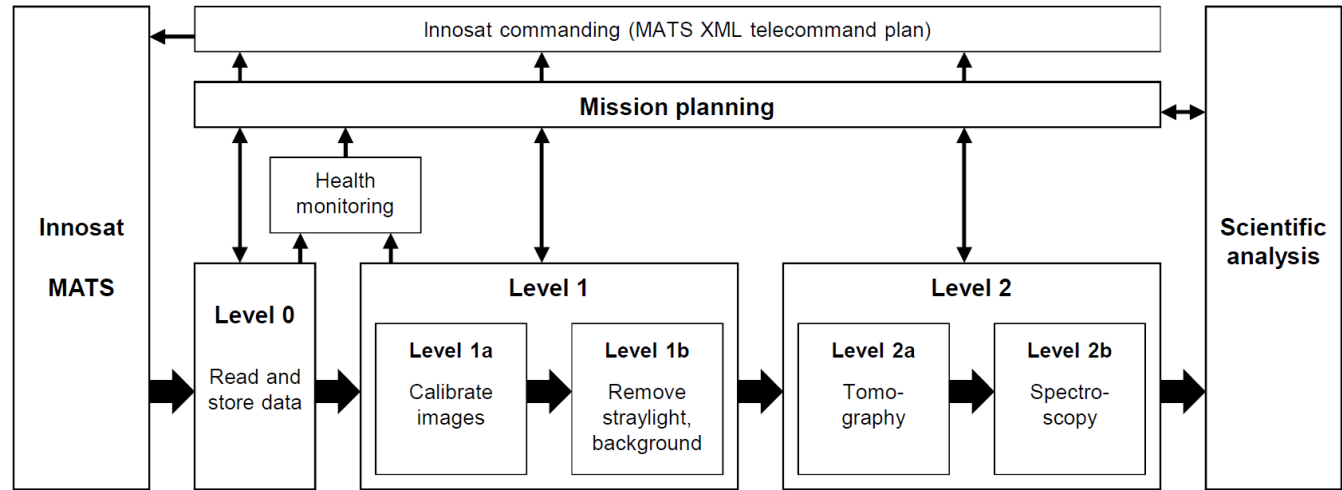 Innosat commanding (MATS XML telecommand plan)
Mission planning
Health
monitoring
Innosat
MATS
Scientific
analysis
Level 0
Read and
store data
Level 1
Level 1a
Calibrate
images
Level 1b
Remove
straylight,
background
Level 2
Level 2a
Tomo-
graphy
Level 2b
Spectro-
scopy